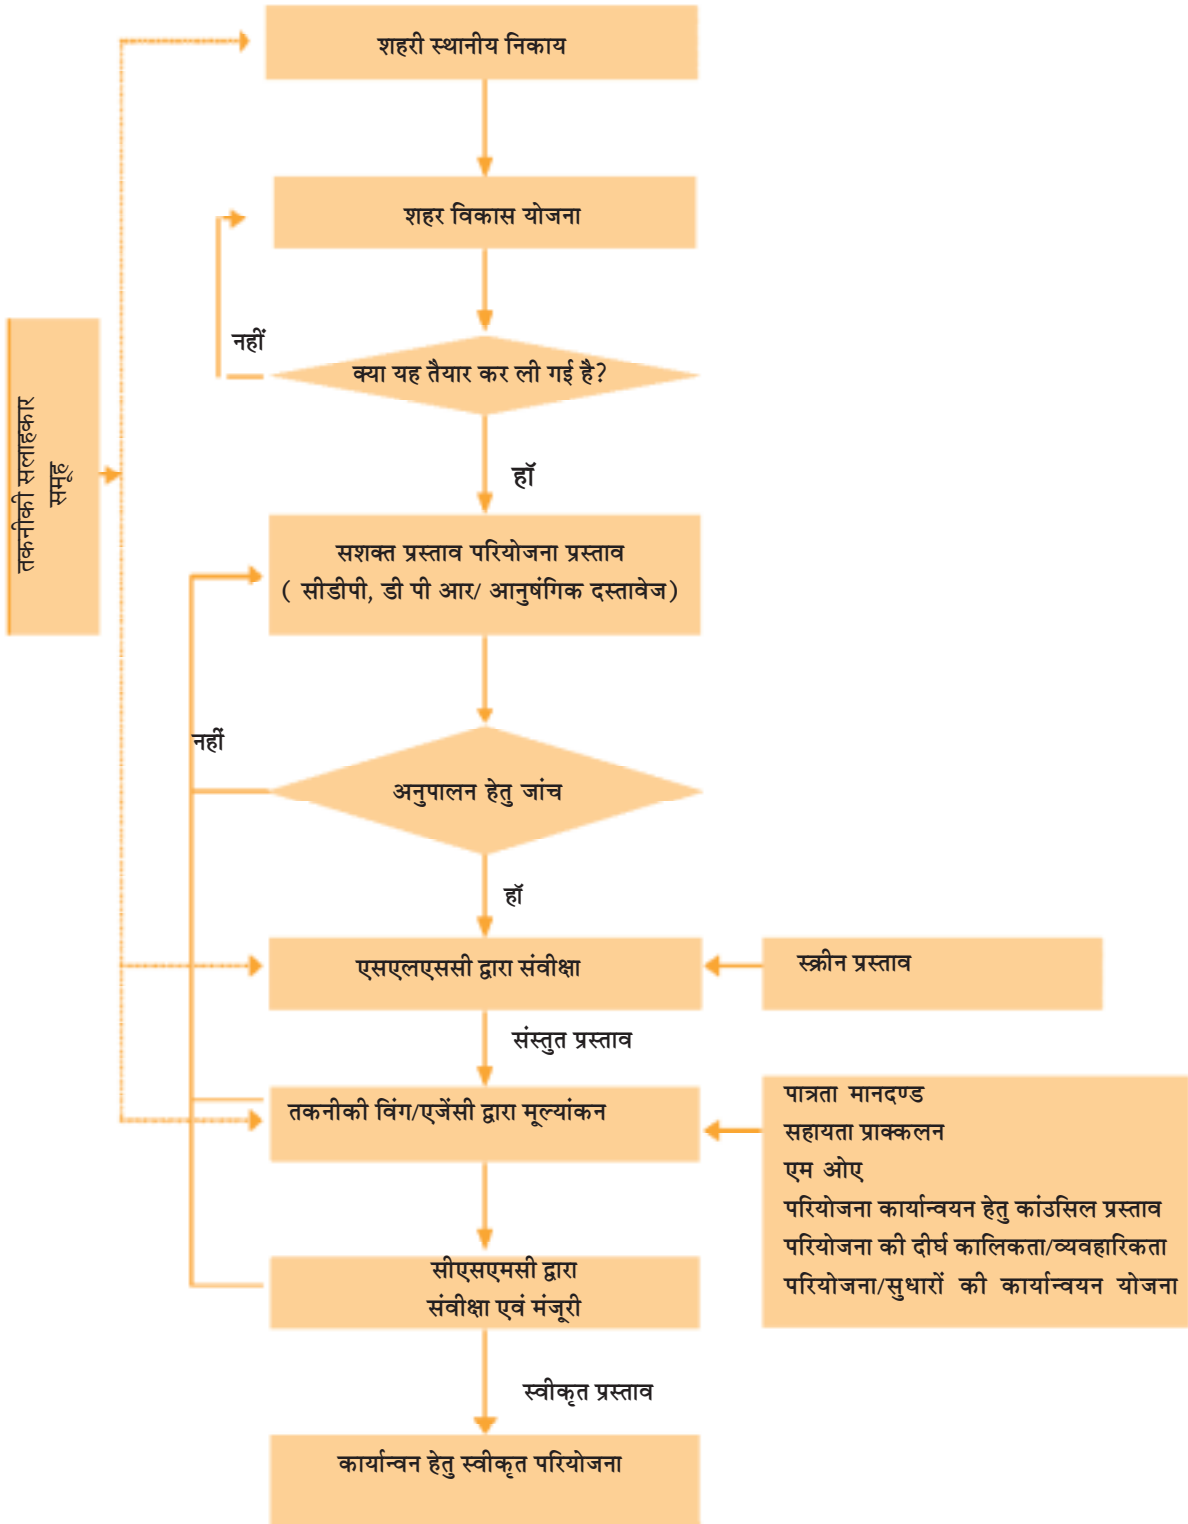 शहरी स्थानीय निकाय
शहर विकास योजना
नहीं
क्या यह तैयार कर ली गई है?
तकनीकी सलाहकार
समूह
हॉ
सशक्त प्रस्ताव परियोजना प्रस्ताव
( सीडीपी, डी पी आर/ आनुषंगिक दस्तावेज)
नहीं
अनुपालन हेतु जांच
हॉ
एसएलएससी द्वारा संवीक्षा
स्क्रीन प्रस्ताव
संस्तुत प्रस्ताव
तकनीकी विंग/एजेंसी द्वारा मूल्यांकन
पात्रता मानदण्ड
सहायता प्राक्कलन
एम ओए
परियोजना कार्यान्वयन हेतु कांउसिल प्रस्ताव
परियोजना की दीर्घ कालिकता/व्यवहारिकता
परियोजना/सुधारों की कार्यान्वयन योजना
सीएसएमसी द्वारा
संवीक्षा एवं मंजूरी
स्वीकृत प्रस्ताव
कार्यान्वन हेतु स्वीकृत परियोजना